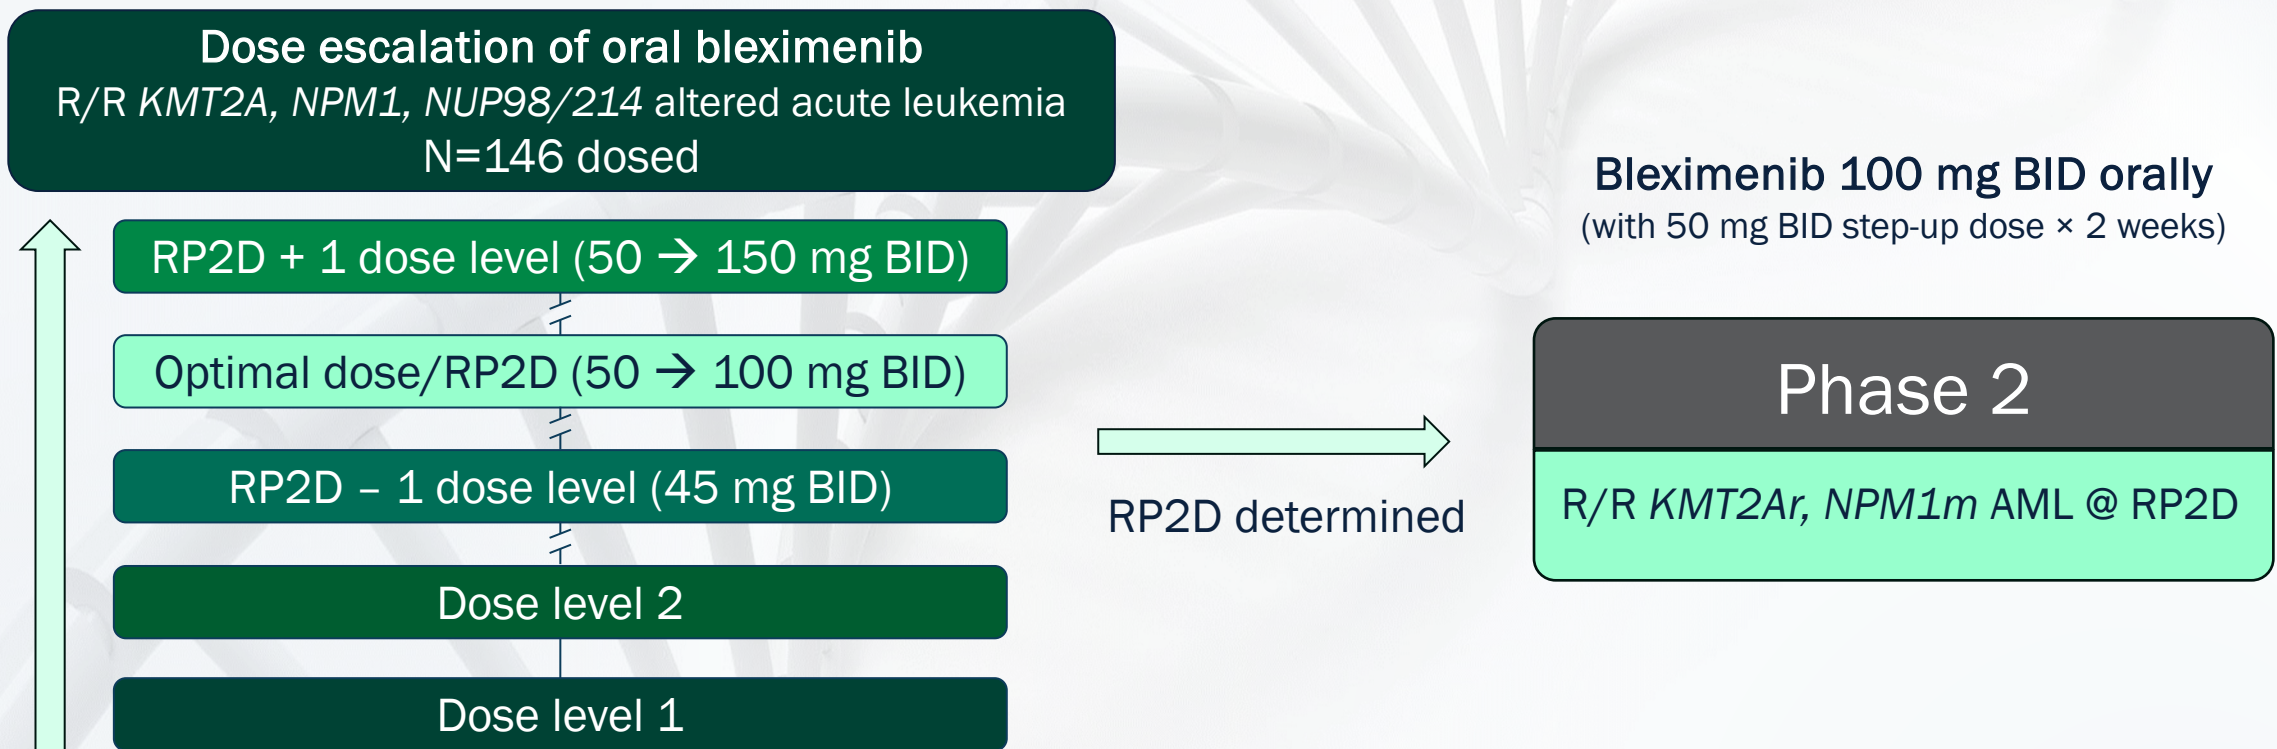 Dose escalation of oral bleximenib
R/R KMT2A, NPM1, NUP98/214 altered acute leukemia
N=146 dosed
RP2D + 1 dose level (50 → 150 mg BID)
Optimal dose/RP2D (50 → 100 mg BID)
RP2D – 1 dose level (45 mg BID)
Dose level 2
Dose level 1
RP2D determined
Bleximenib 100 mg BID orally
(with 50 mg BID step-up dose × 2 weeks)
Phase 2
R/R KMT2Ar, NPM1m AML @ RP2D